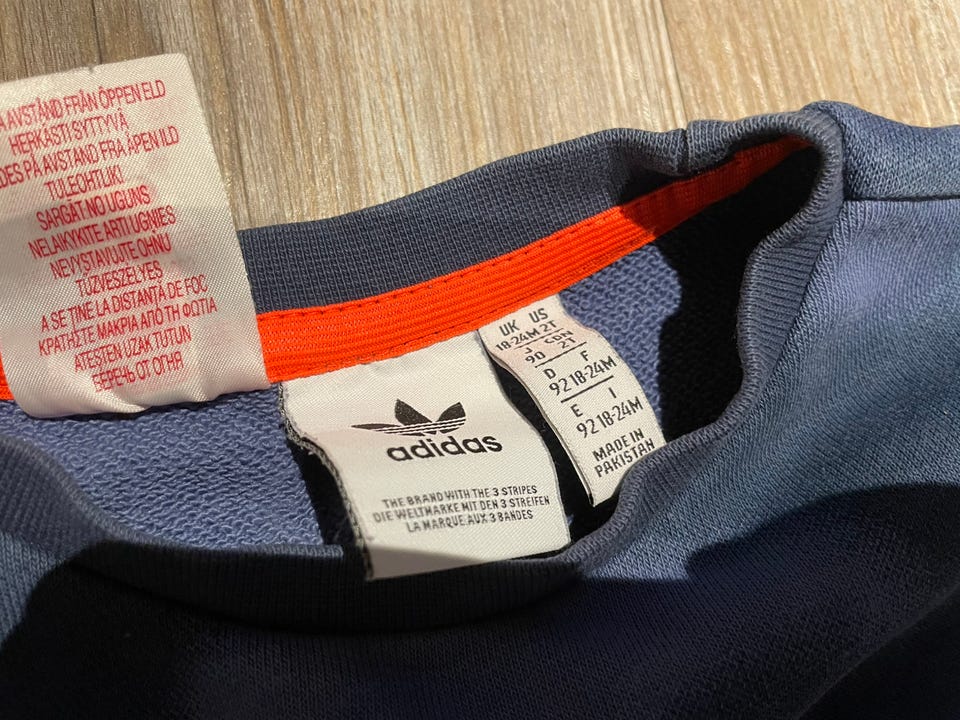 AVSTÅND FRÅN ÖPPEN ELD
HERKÄSTI SYTTYVÄ
DES PÅ AVSTAND FRA ÅPEN ILD
TULEOHTLIK!
SARGĀT NO UGUNS
NELAIKYKITE ARTI UGNIES
NEVYSTAVUJTE OHNU
TŰZVESZÉLYES
A SE ȚINE LA DISTANȚĂ DE FOC
ΚΡΑΤΗΣΤΕ ΜΑΚΡΙΑ ΑΠΟ ΤΗ ΦΩΤΙΑ
ATEŞTEN UZAK TUTUN
БЕРЕЧЬ ОТ ОГНЯ
adidas
THE BRAND WITH THE 3 STRIPES
DIE WELTMARKE MIT DEN 3 STREIFEN
LA MARQUE AUX 3 BANDES
UK US
18-24M 2T
J CDN
90 2T
D F
92 18-24M
E I
92 18-24M
MADE IN
PAKISTAN